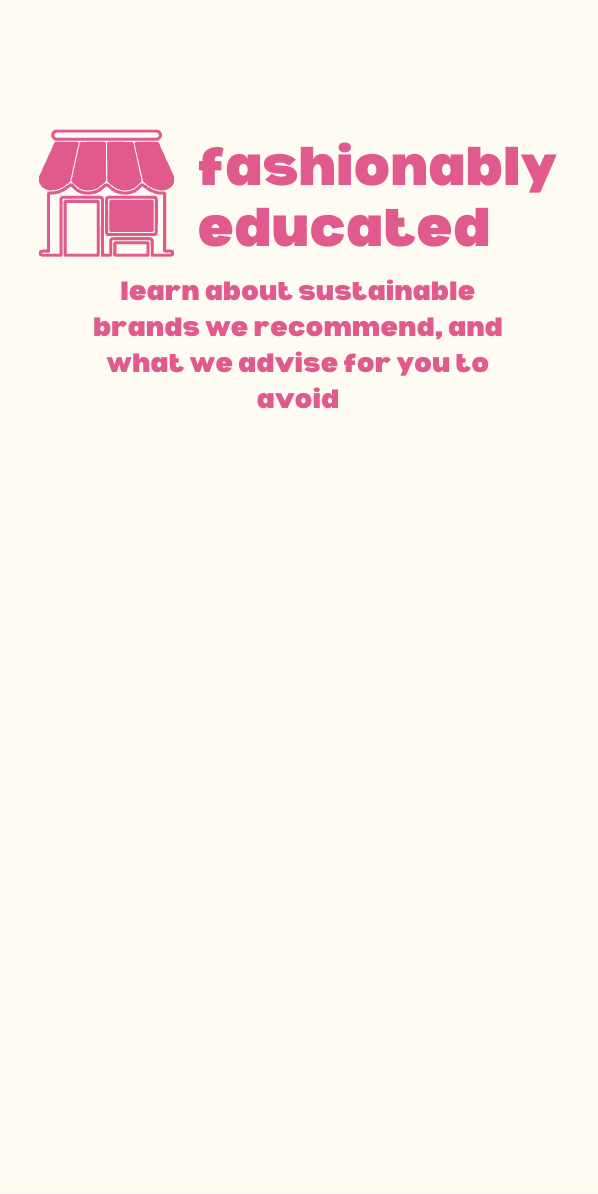 fashionably
educated
learn about sustainable
brands we recommend, and
what we advise for you to
avoid